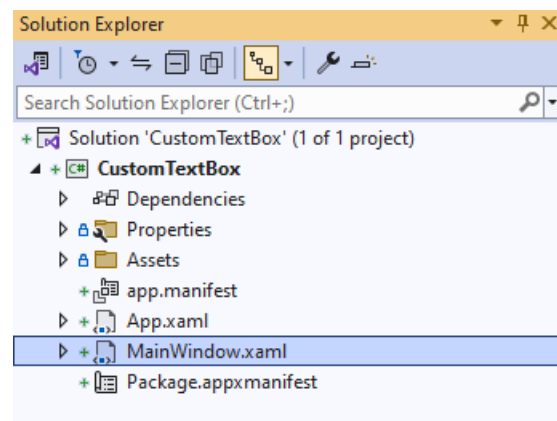 Solution Explorer
Search Solution Explorer (Ctrl+;)
Solution 'CustomTextBox' (1 of 1 project)
C# CustomTextBox
Dependencies
Properties
Assets
app.manifest
App.xaml
MainWindow.xaml
Package.appxmanifest